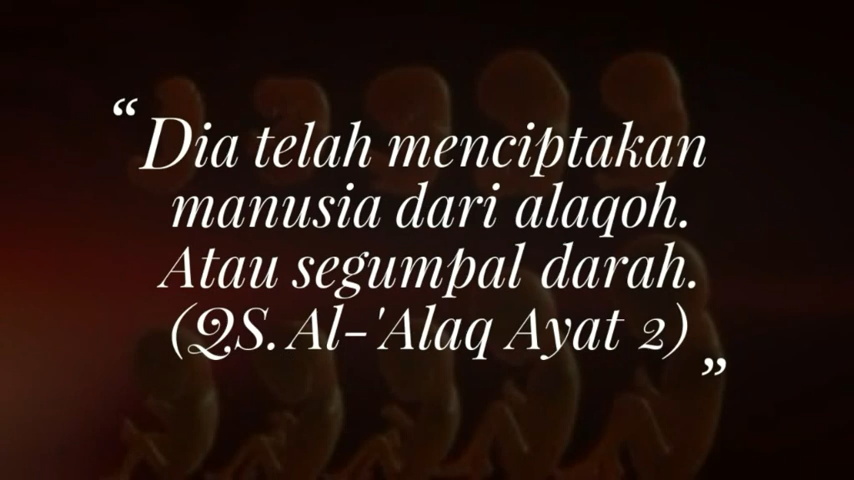 “Dia telah menciptakan
manusia dari alaqoh.
Atau segumpal darah.
(QS. Al-'Alaq Ayat 2)”